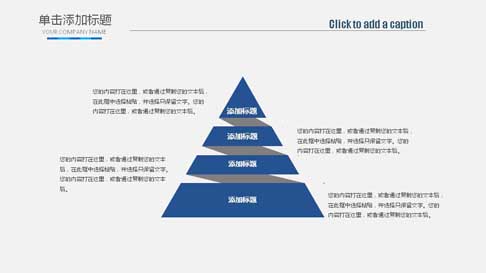 单击添加标题
YOUR COMPANY NAME
Click to add a caption
您的内容打在这里，或者通过复制您的文本后，
在此框中选择粘贴，并选择只保留文字。您的
内容打在这里，或者通过复制您的文本后。
添加标题
添加标题
您的内容打在这里，或者通过复制您的文本后，
在此框中选择粘贴，并选择只保留文字。您的
内容打在这里，或者通过复制您的文本后。
您的内容打在这里，或者通过复制您的文本
后，在此框中选择粘贴，并选择只保留文字。
您的内容打在这里，或者通过复制您的文本
后。
添加标题
添加标题
您的内容打在这里，或者通过复制您的文本后，
在此框中选择粘贴，并选择只保留文字。您的
内容打在这里，或者通过复制您的文本后。